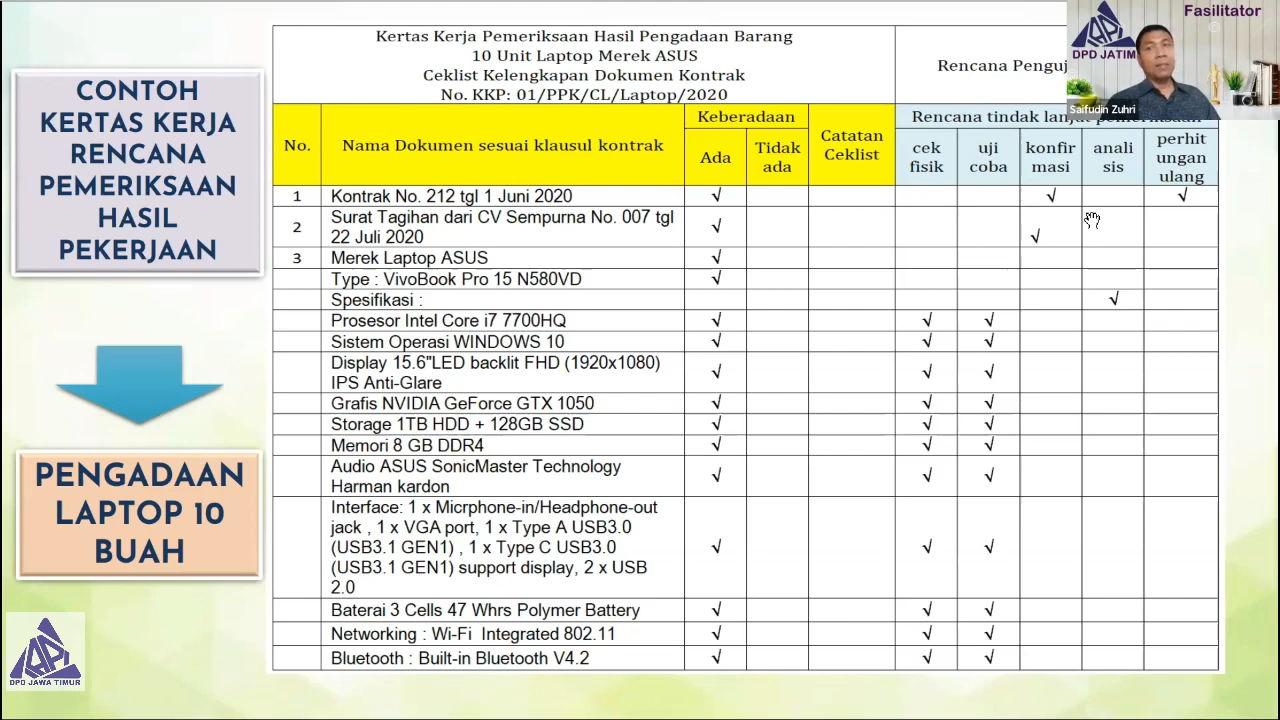 Fasilitator
IAPI
DPD JATIM
Saifudin Zuhri
CONTOH
KERTAS KERJA
RENCANA
PEMERIKSAAN
HASIL
PEKERJAAN
PENGADAAN
LAPTOP 10
BUAH
IAPI
DPD JAWA TIMUR
Kertas Kerja Pemeriksaan Hasil Pengadaan Barang
10 Unit Laptop Merek ASUS
Ceklist Kelengkapan Dokumen Kontrak
No. KKP: 01/PPK/CL/Laptop/2020
Rencana Penguj
No. Nama Dokumen sesuai klausul kontrak Keberadaan Catatan Ceklist Rencana tindak lanjut pemeriksaan
Ada Tidak ada cek fisik uji coba konfir masi anali sis perhit ungan ulang
1 Kontrak No. 212 tgl 1 Juni 2020 √ √ √
2 Surat Tagihan dari CV Sempurna No. 007 tgl
22 Juli 2020 √ √
3 Merek Laptop ASUS √
Type : VivoBook Pro 15 N580VD √
Spesifikasi : √
Prosesor Intel Core i7 7700HQ √ √ √
Sistem Operasi WINDOWS 10 √ √ √
Display 15.6"LED backlit FHD (1920x1080)
IPS Anti-Glare √ √ √
Grafis NVIDIA GeForce GTX 1050 √ √ √
Storage 1TB HDD + 128GB SSD √ √ √
Memori 8 GB DDR4 √ √ √
Audio ASUS SonicMaster Technology
Harman kardon √ √ √
Interface: 1 x Micrphone-in/Headphone-out
jack , 1 x VGA port, 1 x Type A USB3.0
(USB3.1 GEN1) , 1 x Type C USB3.0
(USB3.1 GEN1) support display, 2 x USB
2.0 √ √ √
Baterai 3 Cells 47 Whrs Polymer Battery √ √ √
Networking : Wi-Fi Integrated 802.11 √ √ √
Bluetooth : Built-in Bluetooth V4.2 √ √ √